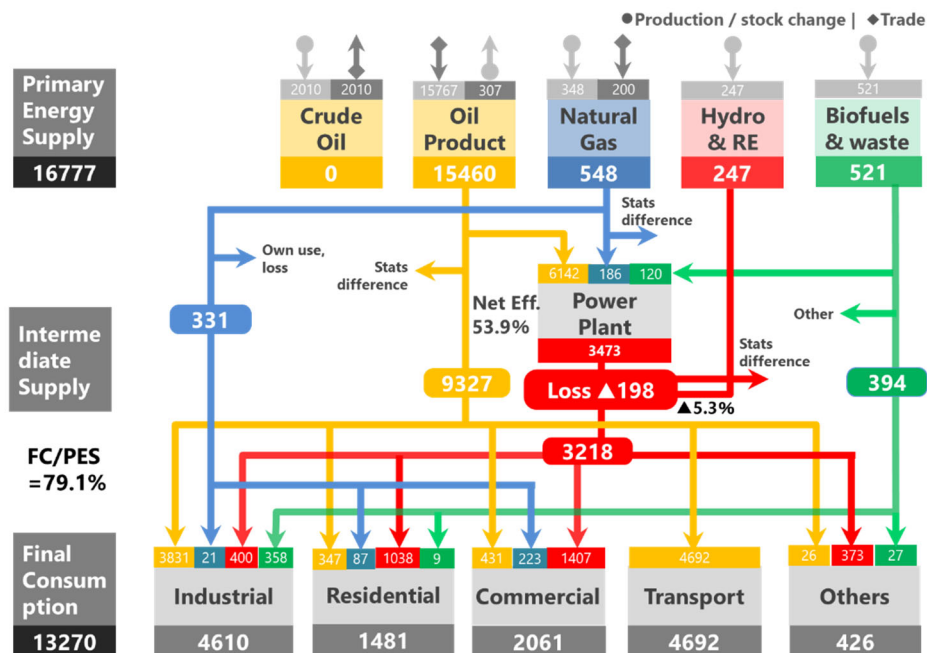 ●Production / stock change | ◆Trade
Primary
Energy
Supply
16777
2010 2010
Crude
Oil
0
15767 307
Oil
Product
15460
348 200
Natural
Gas
548
247
Hydro
& RE
247
521
Biofuels
& waste
521
Stats
difference
Own use,
loss
Stats
difference
6142 186 120
Net Eff.
53.9%
Power
Plant
3473
Other
331
Interme
diate
Supply
Stats
difference
9327
Loss ▲198
▲5.3%
394
3218
FC/PES
=79.1%
Final
Consum
ption
13270
3831 21 400 358
Industrial
4610
347 87 1038 9
Residential
1481
431 223 1407
Commercial
2061
4692
Transport
4692
26 373 27
Others
426